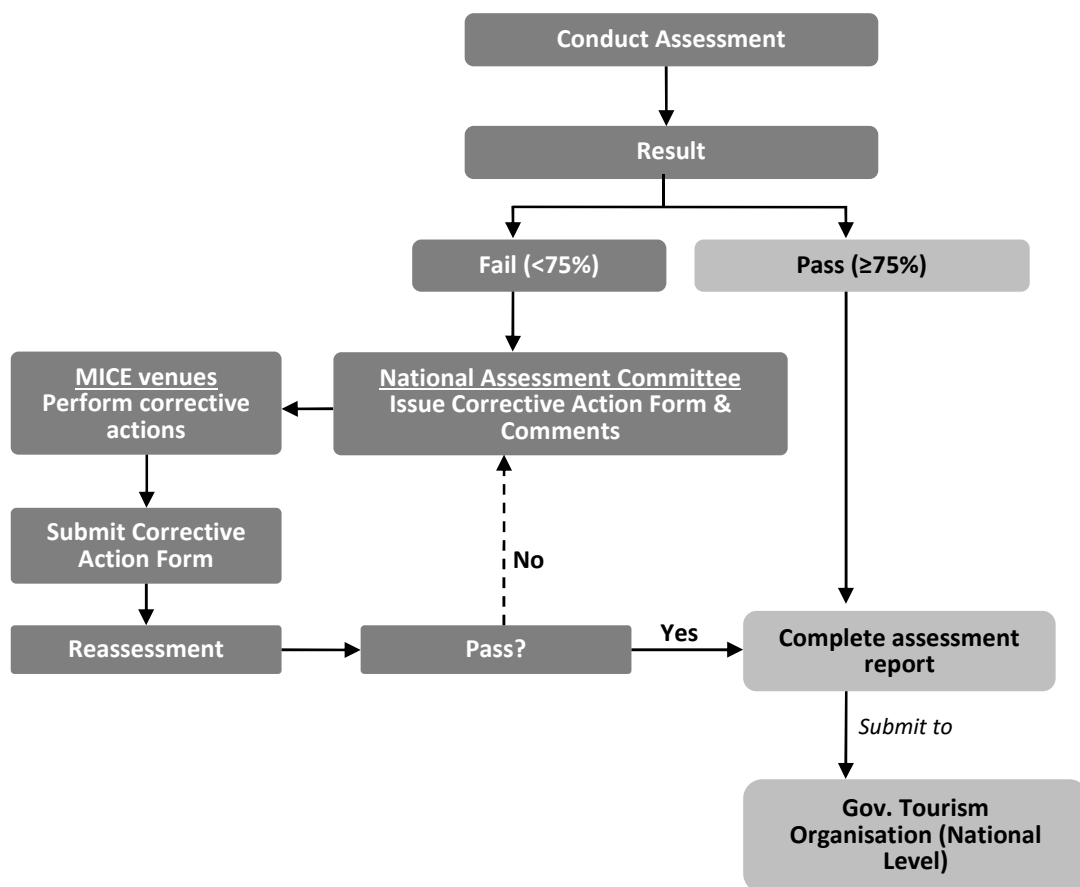 Conduct Assessment
Result
Fail (<75%)
Pass (≥75%)
MICE venues
Perform corrective
actions
National Assessment Committee
Issue Corrective Action Form &
Comments
Submit Corrective
Action Form
No
Reassessment
Pass?
Yes
Complete assessment
report
Submit to
Gov. Tourism
Organisation (National
Level)